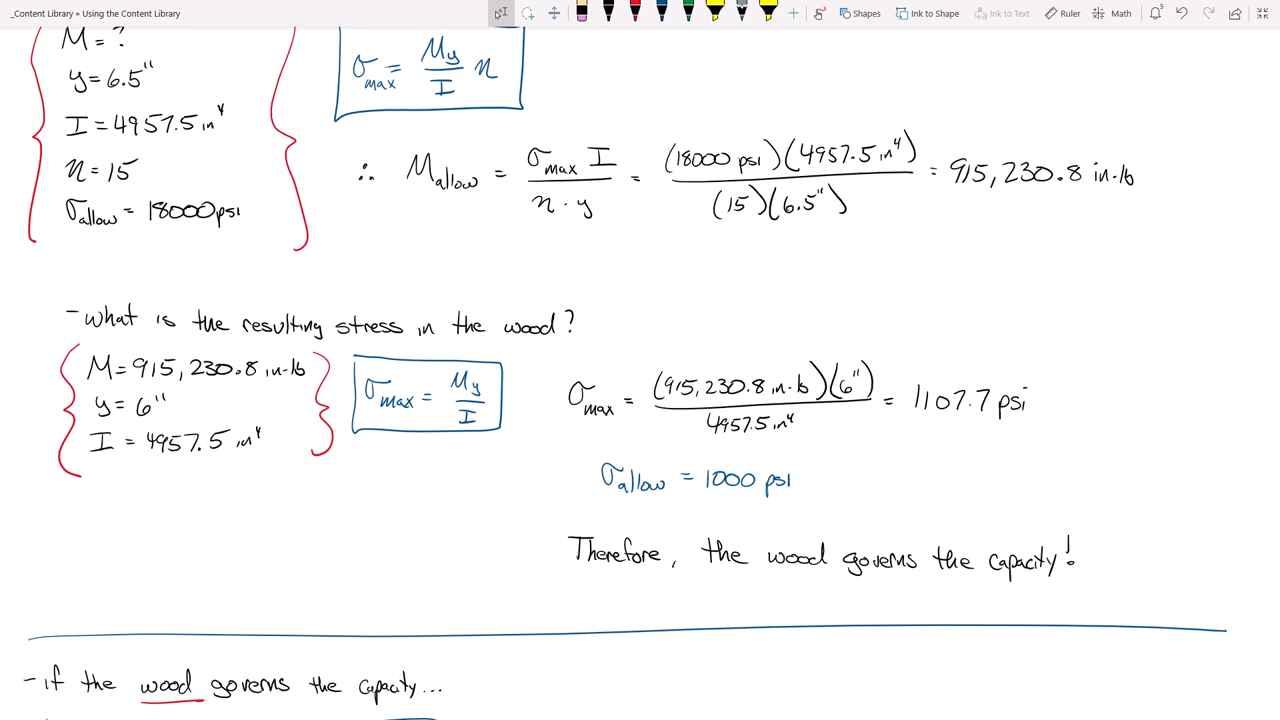 _Content Library » Using the Content Library
Shapes Ink to Shape Ink to Text Ruler Math
M = ?
y = 6.5"
I = 4957.5 in⁴
n = 15
σallow = 18000 psi
σmax = My/I n
∴ Mallow = σmax I / n · y = (18000 psi)(4957.5 in⁴) / (15)(6.5") = 915,230.8 in·lb
- what is the resulting stress in the wood?
M = 915,230.8 in·lb
y = 6"
I = 4957.5 in⁴
σmax = My/I
σmax = (915,230.8 in·lb)(6") / 4957.5 in⁴ = 1107.7 psi
σallow = 1000 psi
Therefore, the wood governs the capacity!
- if the wood governs the capacity...